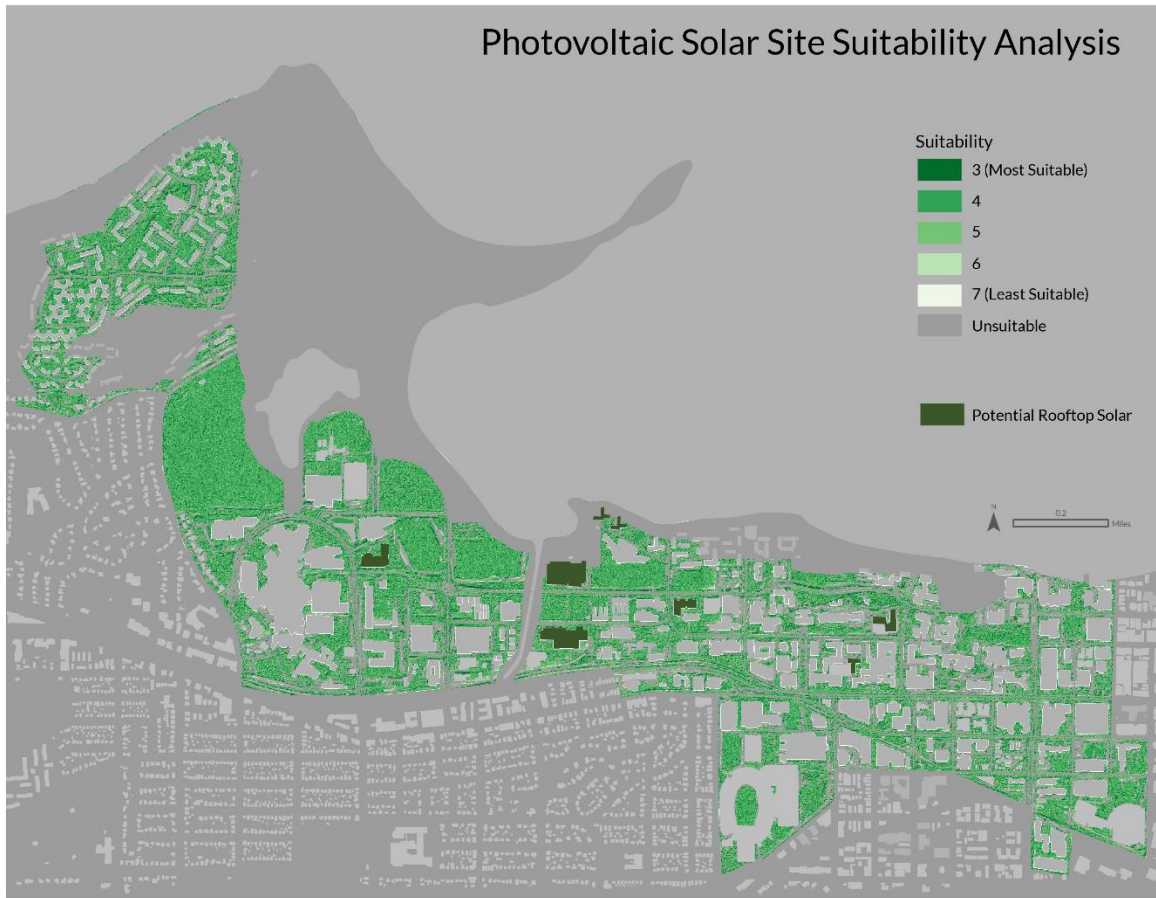 Photovoltaic Solar Site Suitability Analysis
Suitability
3 (Most Suitable)
4
5
6
7 (Least Suitable)
Unsuitable
Potential Rooftop Solar
N
0.2
Miles